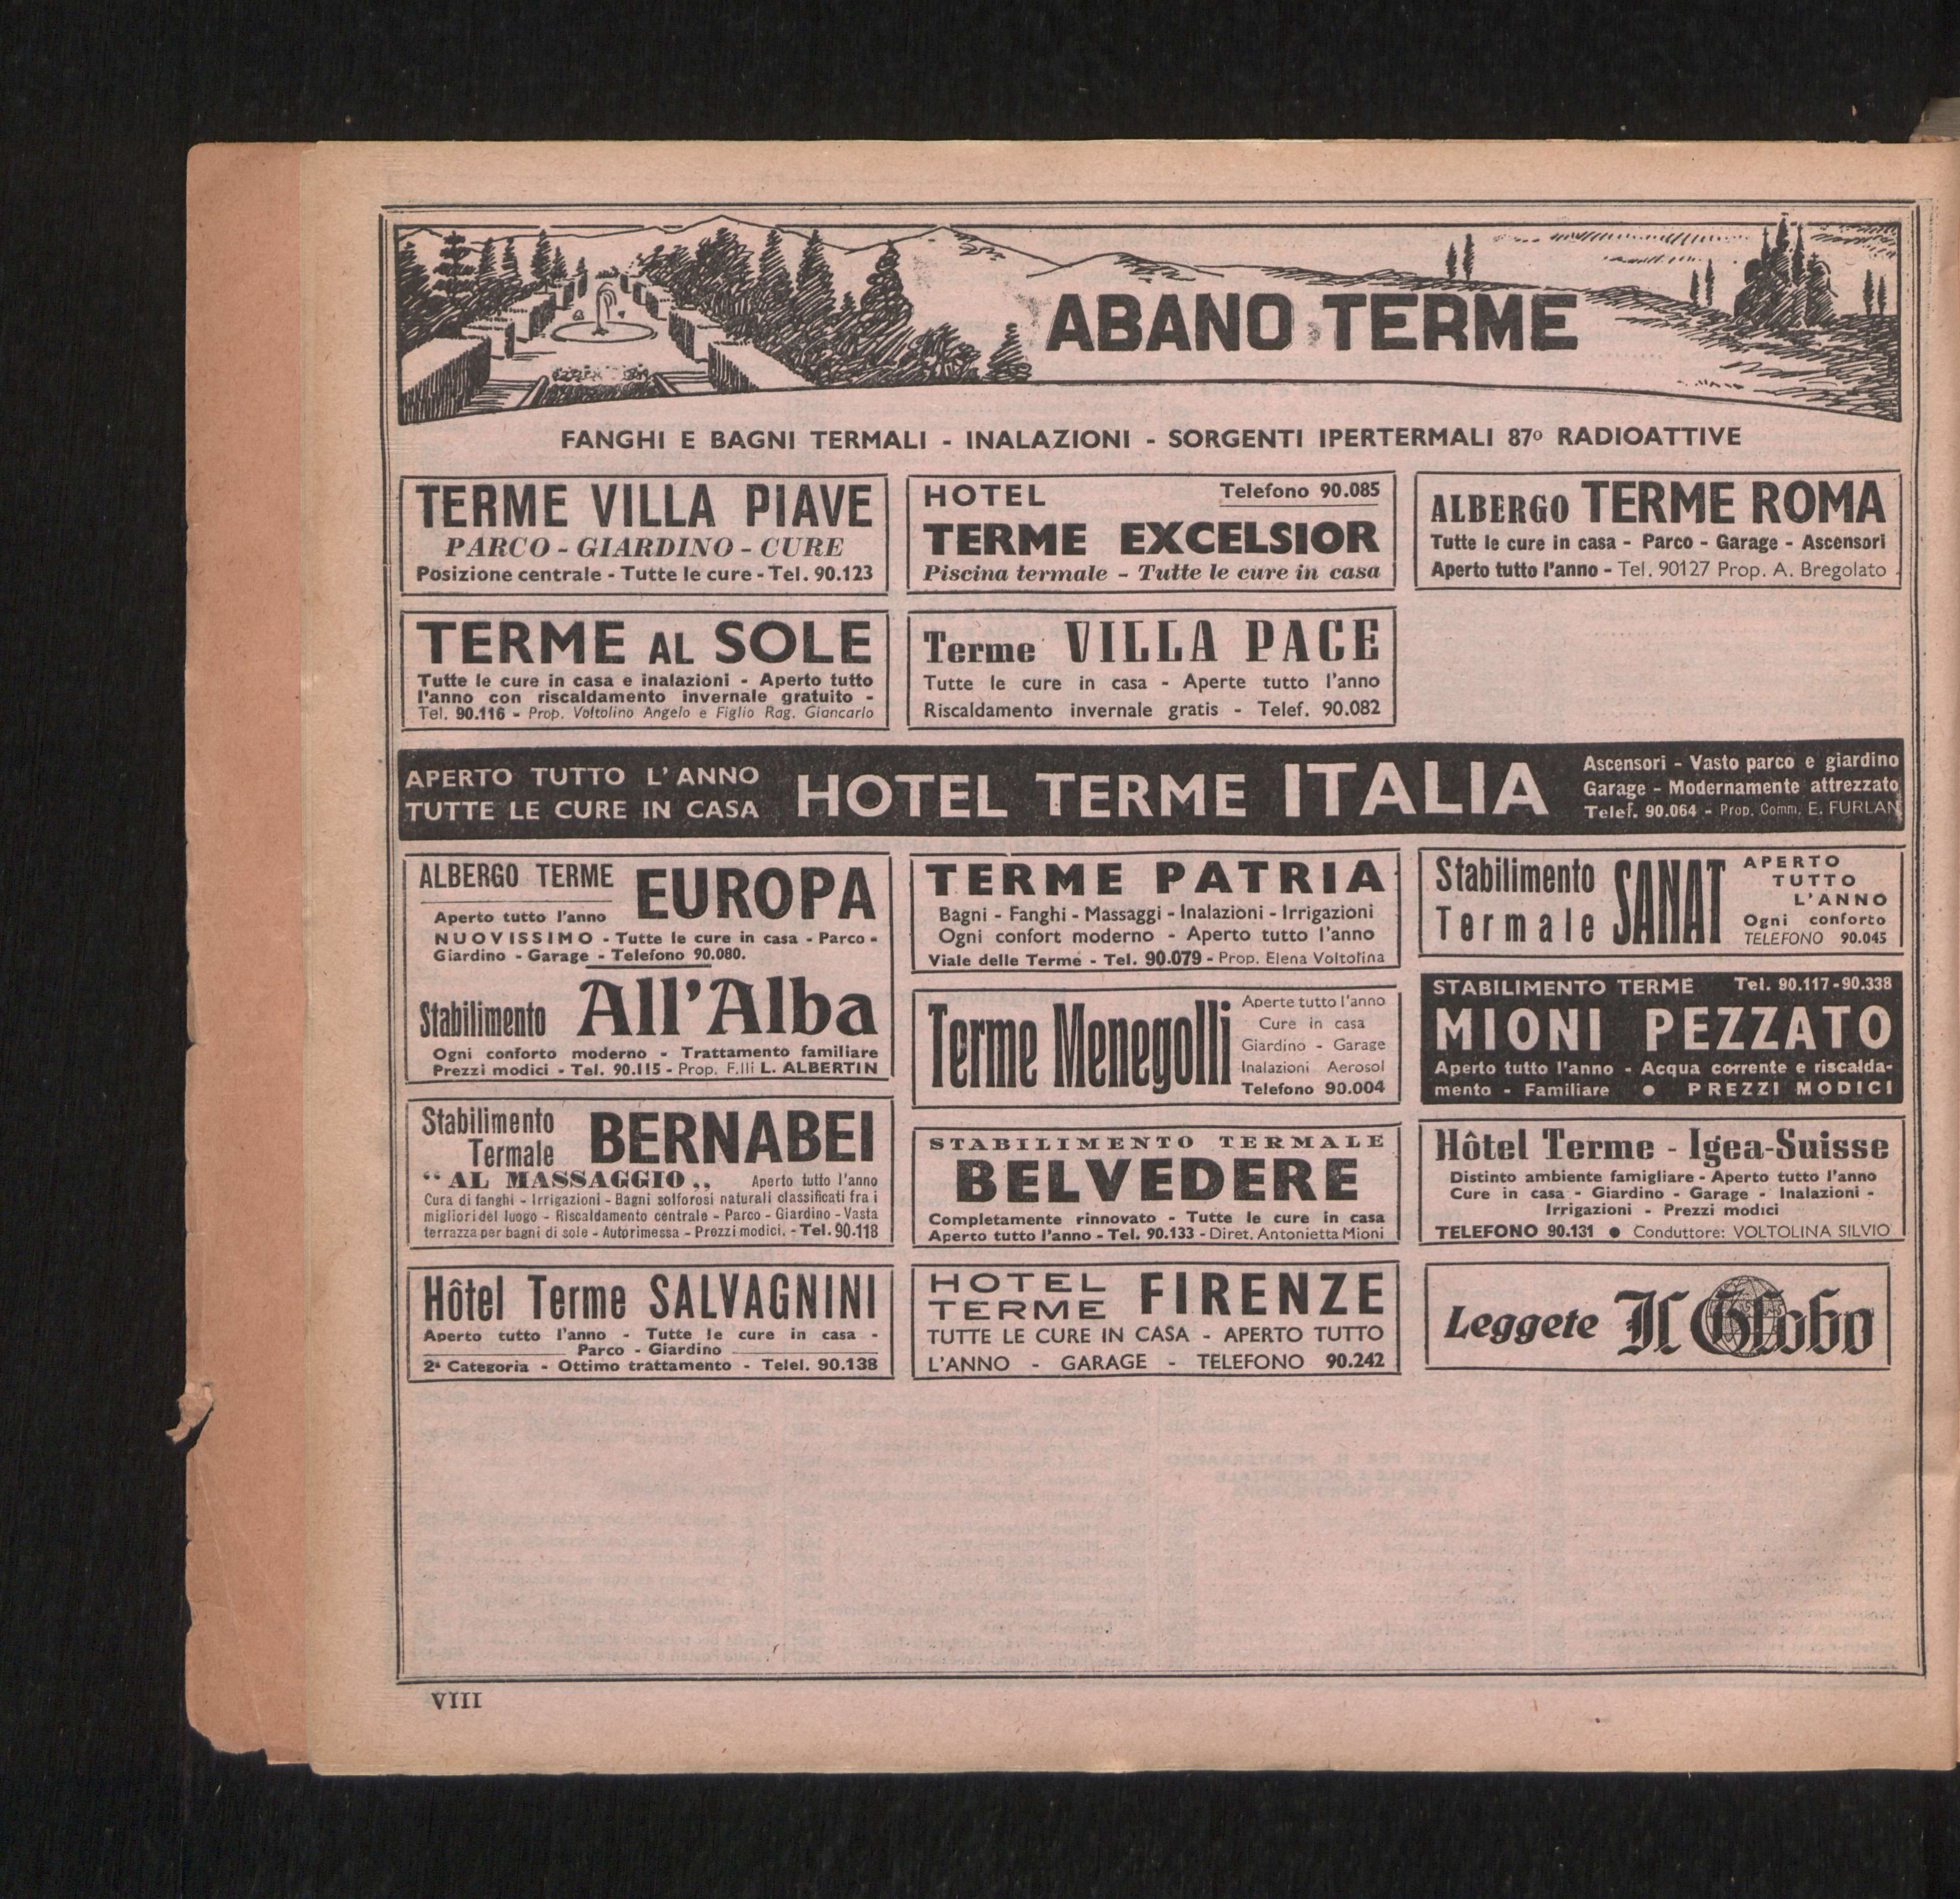 ABANO TERME
FANGHI E BAGNI TERMALI - INALAZIONI - SORGENTI IPERTERMALI 87º RADIOATTIVE
TERME VILLA PIAVE
PARCO - GIARDINO - CURE
Posizione centrale - Tutte le cure - Tel. 90.123
HOTEL Telefono 90.085
TERME EXCELSIOR
Piscina termale - Tutte le cure in casa
ALBERGO TERME ROMA
Tutte le cure in casa - Parco - Garage - Ascensori
Aperto tutto l'anno - Tel. 90127 Prop. A. Bregolato
TERME AL SOLE
Tutte le cure in casa e inalazioni - Aperto tutto
l'anno con riscaldamento invernale gratuito -
Tel. 90.116 - Prop. Voltolino Angelo e Figlio Rag. Giancarlo
Terme VILLA PACE
Tutte le cure in casa - Aperte tutto l'anno
Riscaldamento invernale gratis - Telef. 90.082
APERTO TUTTO L'ANNO
TUTTE LE CURE IN CASA
HOTEL TERME ITALIA
Ascensori - Vasto parco e giardino
Garage - Modernamente attrezzato
Telef. 90.064 - Prop. Comm. E. FURLAN
ALBERGO TERME EUROPA
Aperto tutto l'anno
NUOVISSIMO - Tutte le cure in casa - Parco -
Giardino - Garage - Telefono 90.080.
Stabilimento All'Alba
Ogni conforto moderno - Trattamento familiare
Prezzi modici - Tel. 90.115 - Prop. F.lli L. ALBERTIN
TERME PATRIA
Bagni - Fanghi - Massaggi - Inalazioni - Irrigazioni
Ogni confort moderno - Aperto tutto l'anno
Viale delle Terme - Tel. 90.079 - Prop. Elena Voltolina
Stabilimento
Termale SANAT
APERTO
TUTTO
L'ANNO
Ogni conforto
TELEFONO 90.045
Terme Menegolli
Aperte tutto l'anno
Cure in casa
Giardino - Garage
Inalazioni Aerosol
Telefono 90.004
STABILIMENTO TERME Tel. 90.117-90.338
MIONI PEZZATO
Aperto tutto l'anno - Acqua corrente e riscalda-
mento - Familiare ● PREZZI MODICI
Stabilimento
Termale BERNABEI
“ AL MASSAGGIO „ Aperto tutto l'anno
Cura di fanghi - Irrigazioni - Bagni solforosi naturali classificati fra i
migliori del luogo - Riscaldamento centrale - Parco - Giardino - Vasta
terrazza per bagni di sole - Autorimessa - Prezzi modici. - Tel. 90.118
STABILIMENTO TERMALE
BELVEDERE
Completamente rinnovato - Tutte le cure in casa
Aperto tutto l'anno - Tel. 90.133 - Diret. Antonietta Mioni
Hôtel Terme - Igea-Suisse
Distinto ambiente famigliare - Aperto tutto l'anno
Cure in casa - Giardino - Garage - Inalazioni -
Irrigazioni - Prezzi modici
TELEFONO 90.131 ● Conduttore: VOLTOLINA SILVIO
Hôtel Terme SALVAGNINI
Aperto tutto l'anno - Tutte le cure in casa -
Parco - Giardino
2ª Categoria - Ottimo trattamento - Telel. 90.138
HOTEL
TERME FIRENZE
TUTTE LE CURE IN CASA - APERTO TUTTO
L'ANNO - GARAGE - TELEFONO 90.242
Leggete Il Globo
VIII